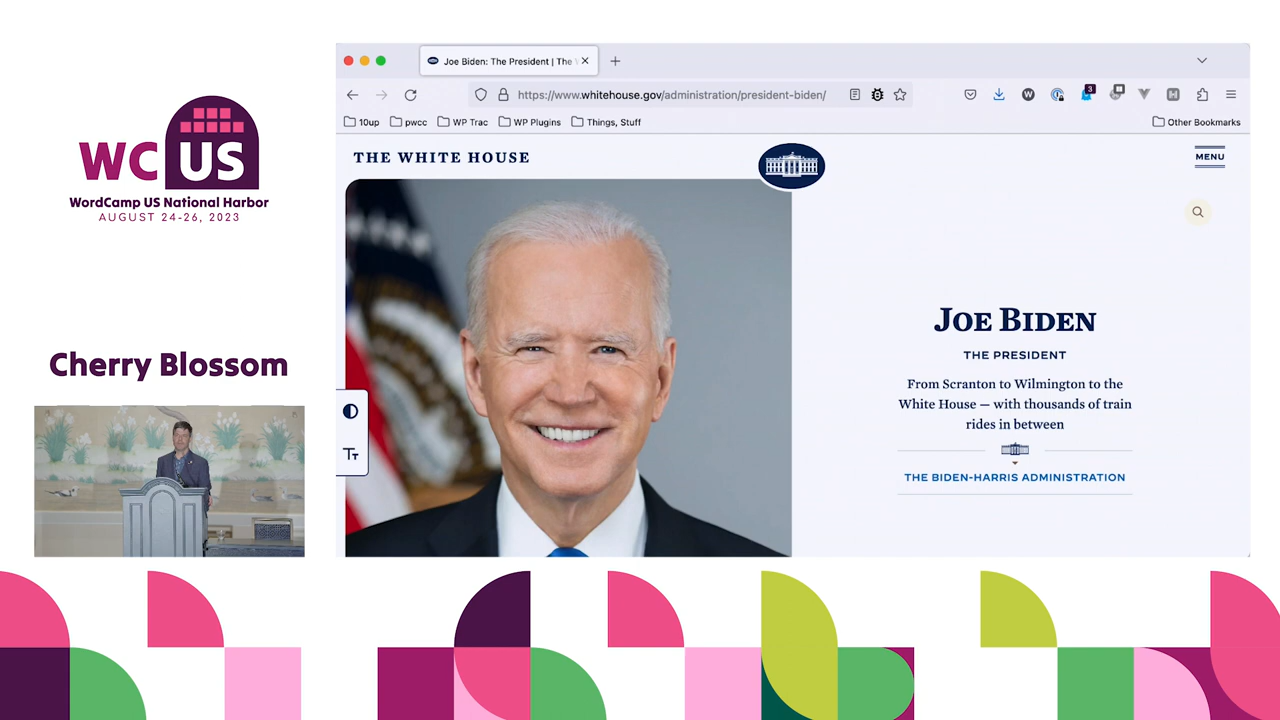 WC US
WordCamp US National Harbor
AUGUST 24-26, 2023
Cherry Blossom
Joe Biden: The President | The
https://www.whitehouse.gov/administration/president-biden/
3
10up
pwcc
WP Trac
WP Plugins
Things, Stuff
Other Bookmarks
THE WHITE HOUSE
MENU
JOE BIDEN
THE PRESIDENT
From Scranton to Wilmington to the
White House — with thousands of train
rides in between
THE BIDEN-HARRIS ADMINISTRATION